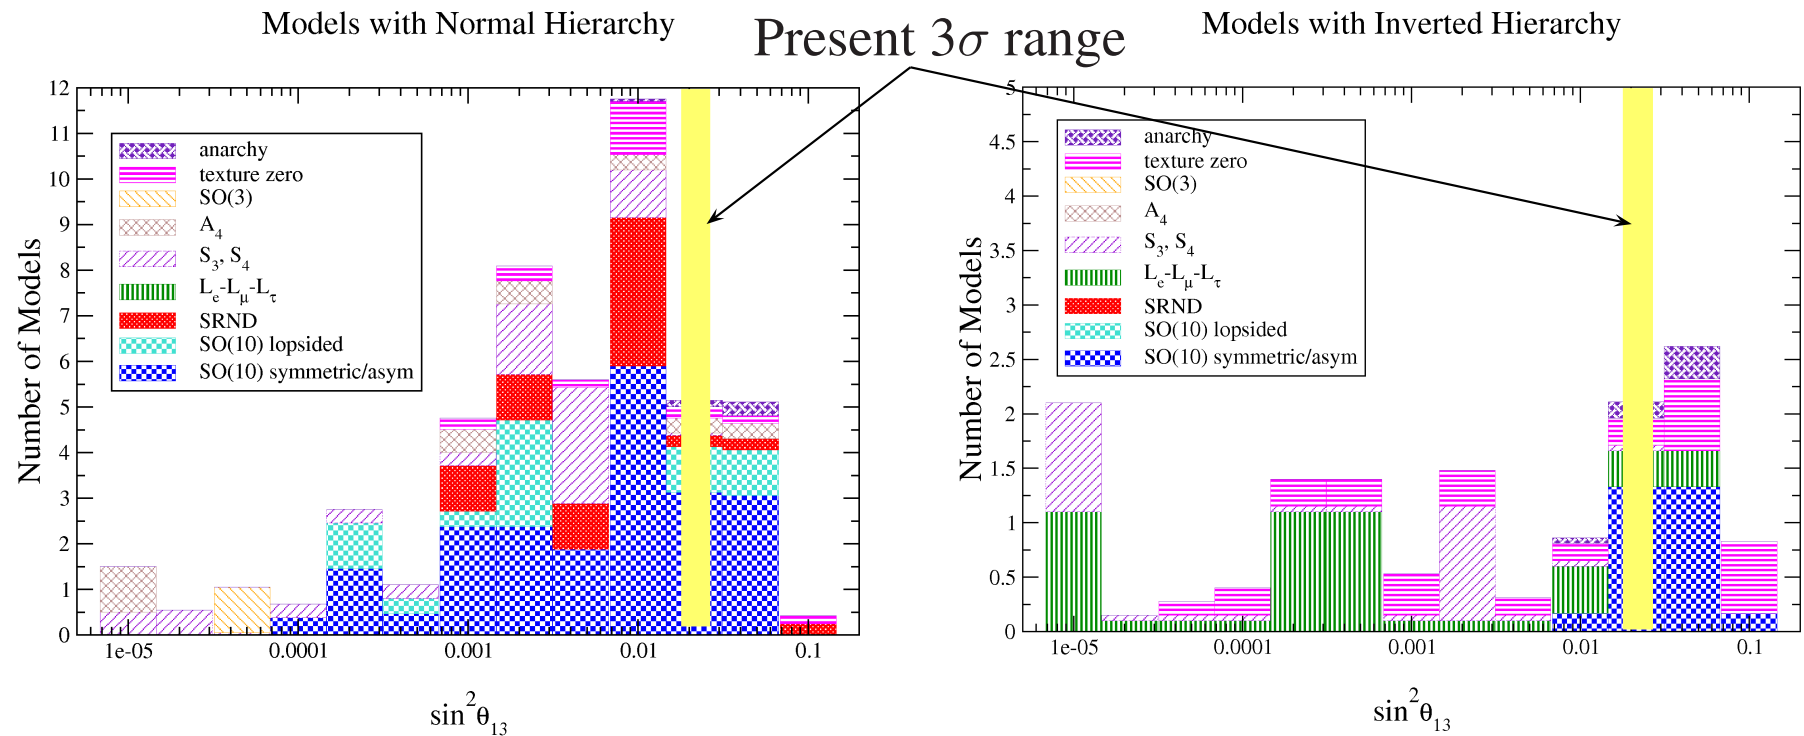 Models with Normal Hierarchy
Present 3σ range
Models with Inverted Hierarchy
12
11
10
9
8
7
6
5
4
3
2
1
0
Number of Models
anarchy
texture zero
SO(3)
A4
S3, S4
Le-Lμ-Lτ
SRND
SO(10) lopsided
SO(10) symmetric/asym
1e-05 0.0001 0.001 0.01 0.1
sin²θ13
5
4.5
4
3.5
3
2.5
2
1.5
1
0.5
0
Number of Models
anarchy
texture zero
SO(3)
A4
S3, S4
Le-Lμ-Lτ
SRND
SO(10) lopsided
SO(10) symmetric/asym
1e-05 0.0001 0.001 0.01 0.1
sin²θ13